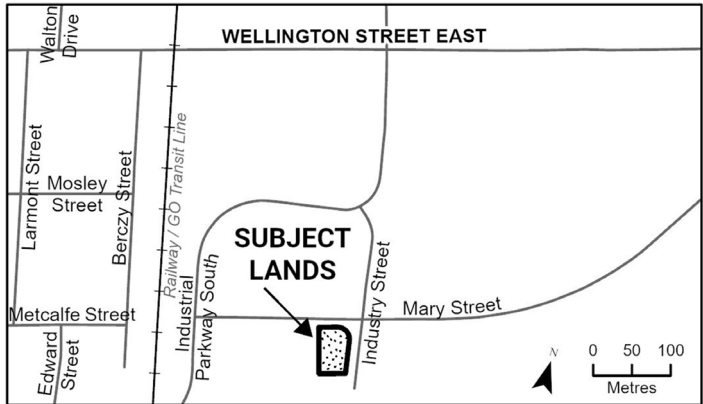 Walton
Drive
WELLINGTON STREET EAST
Larmont Street
Mosley
Street
Berczy Street
Railway / GO Transit Line
SUBJECT
LANDS
Industrial
Parkway South
Industry Street
Metcalfe Street
Mary Street
Edward
Street
N
0 50 100
Metres